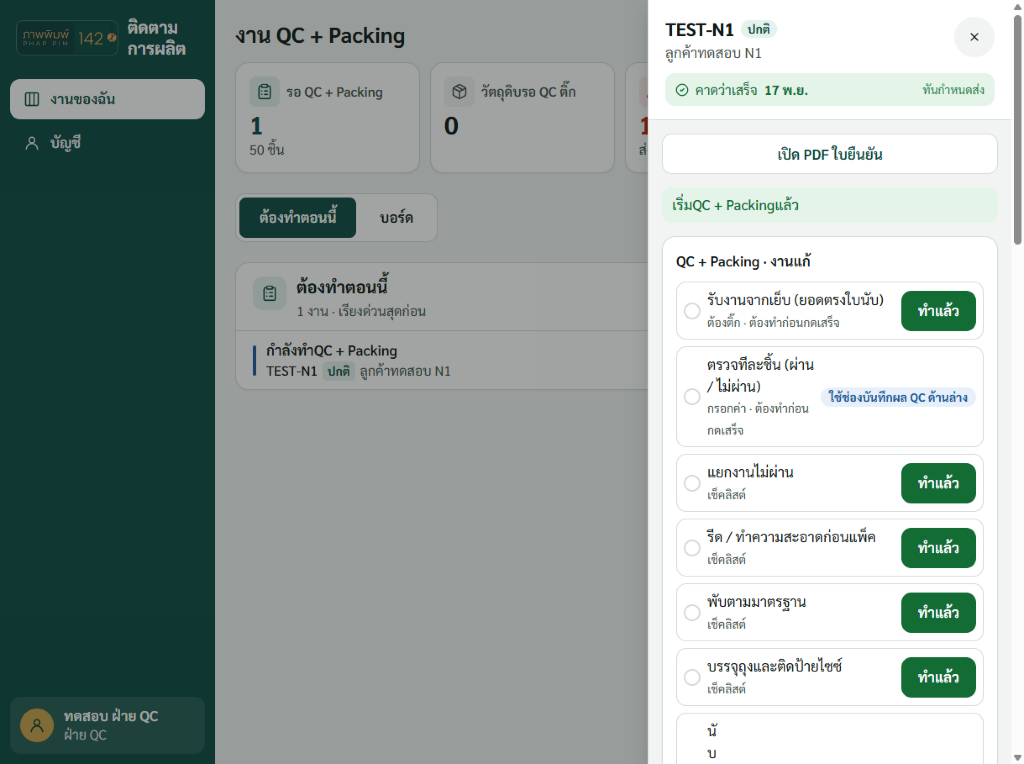 ภาพพิมพ์
PHAP PIM
142
ติดตาม
การผลิต
งานของฉัน
บัญชี
ทดสอบ ฝ่าย QC
ฝ่าย QC
งาน QC + Packing
รอ QC + Packing
1
50 ชิ้น
วัตถุดิบรอ QC ติ๊ก
0
ต้องทำตอนนี้
บอร์ด
ต้องทำตอนนี้
1 งาน · เรียงด่วนสุดก่อน
กำลังทำQC + Packing
TEST-N1 ปกติ ลูกค้าทดสอบ N1
TEST-N1 ปกติ
ลูกค้าทดสอบ N1
คาดว่าเสร็จ 17 พ.ย.
ทันกำหนดส่ง
เปิด PDF ใบยืนยัน
เริ่มQC + Packingแล้ว
QC + Packing · งานแก้
รับงานจากเย็บ (ยอดตรงใบนับ)
ต้องติ๊ก · ต้องทำก่อนกดเสร็จ
ทำแล้ว
ตรวจทีละชิ้น (ผ่าน
/ ไม่ผ่าน)
กรอกค่า · ต้องทำก่อน
กดเสร็จ
ใช้ช่องบันทึกผล QC ด้านล่าง
แยกงานไม่ผ่าน
เช็คลิสต์
ทำแล้ว
รีด / ทำความสะอาดก่อนแพ็ค
เช็คลิสต์
ทำแล้ว
พับตามมาตรฐาน
เช็คลิสต์
ทำแล้ว
บรรจุถุงและติดป้ายไซซ์
เช็คลิสต์
ทำแล้ว
นั
บ